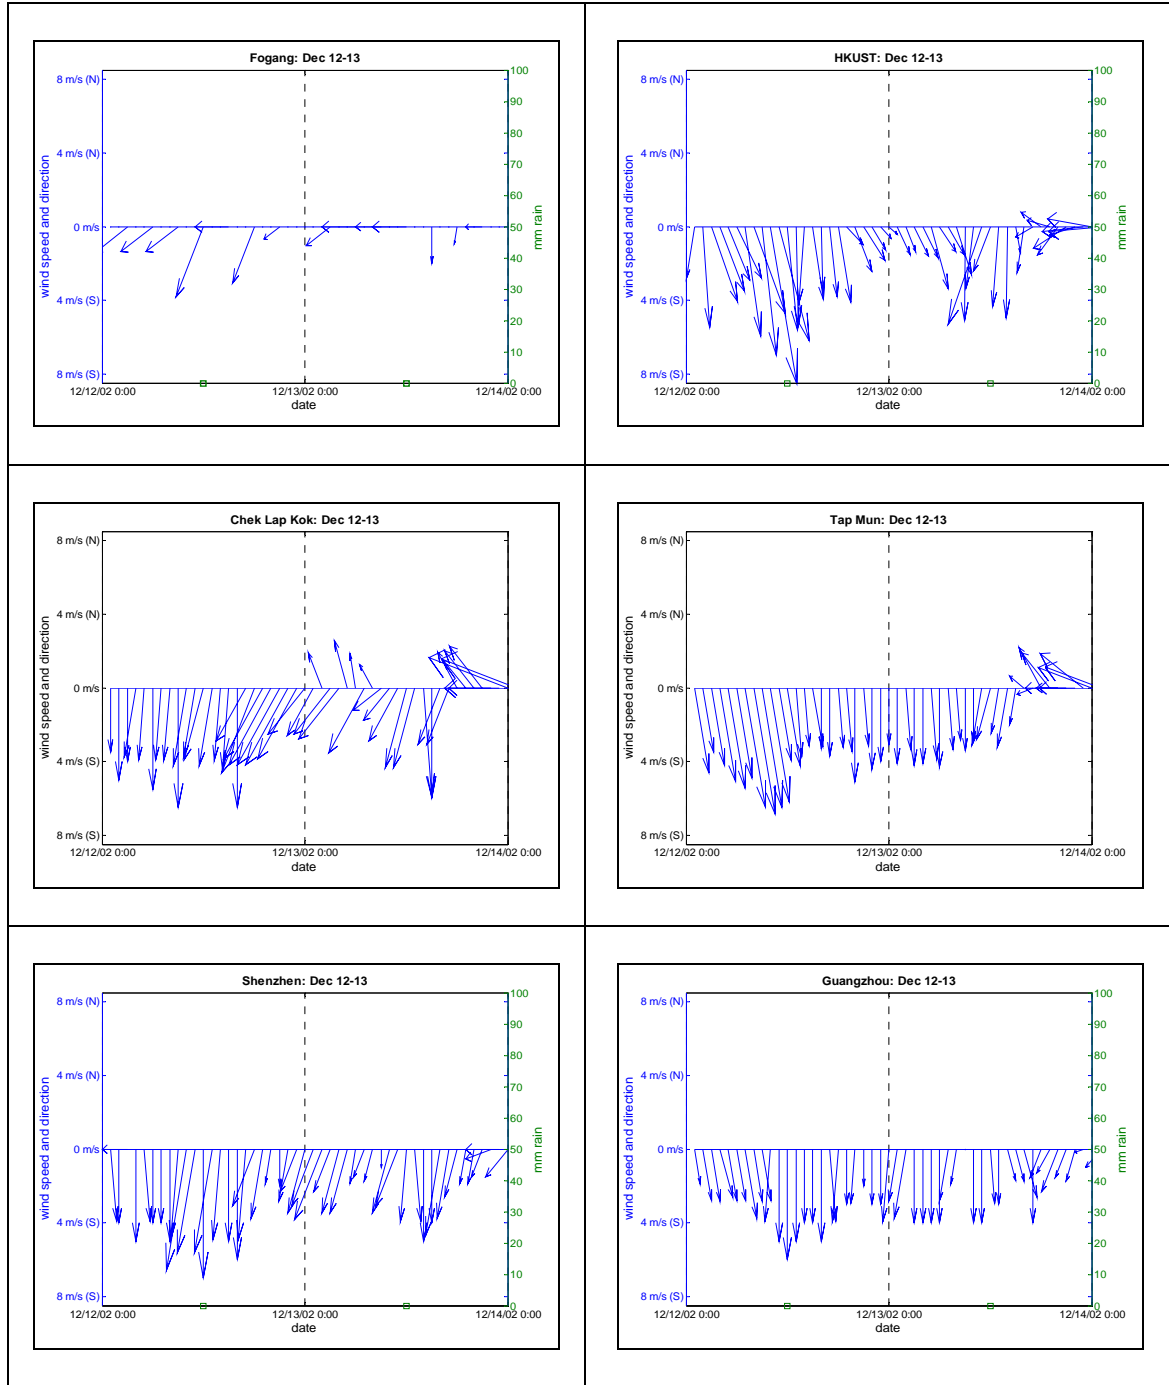 Fogang: Dec 12-13
8 m/s (N)
4 m/s (N)
0 m/s
4 m/s (S)
8 m/s (S)
wind speed and direction
100
90
80
70
60
50
40
30
20
10
0
mm rain
12/12/02 0:00
12/13/02 0:00
12/14/02 0:00
date
HKUST: Dec 12-13
8 m/s (N)
4 m/s (N)
0 m/s
4 m/s (S)
8 m/s (S)
wind speed and direction
100
90
80
70
60
50
40
30
20
10
0
mm rain
12/12/02 0:00
12/13/02 0:00
12/14/02 0:00
date
Chek Lap Kok: Dec 12-13
8 m/s (N)
4 m/s (N)
0 m/s
4 m/s (S)
8 m/s (S)
wind speed and direction
12/12/02 0:00
12/13/02 0:00
12/14/02 0:00
date
Tap Mun: Dec 12-13
8 m/s (N)
4 m/s (N)
0 m/s
4 m/s (S)
8 m/s (S)
wind speed and direction
12/12/02 0:00
12/13/02 0:00
12/14/02 0:00
date
Shenzhen: Dec 12-13
8 m/s (N)
4 m/s (N)
0 m/s
4 m/s (S)
8 m/s (S)
wind speed and direction
100
90
80
70
60
50
40
30
20
10
0
mm rain
12/12/02 0:00
12/13/02 0:00
12/14/02 0:00
date
Guangzhou: Dec 12-13
8 m/s (N)
4 m/s (N)
0 m/s
4 m/s (S)
8 m/s (S)
wind speed and direction
100
90
80
70
60
50
40
30
20
10
0
mm rain
12/12/02 0:00
12/13/02 0:00
12/14/02 0:00
date